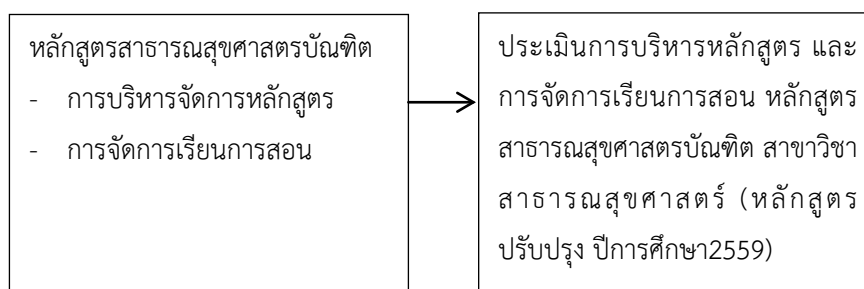 หลักสูตรสาธารณสุขศาสตรบัณฑิต
- การบริหารจัดการหลักสูตร
- การจัดการเรียนการสอน
ประเมินการบริหารหลักสูตร และ
การจัดการเรียนการสอน หลักสูตร
สาธารณสุขศาสตรบัณฑิต สาขาวิชา
สาธารณสุขศาสตร์ (หลักสูตร
ปรับปรุง ปีการศึกษา2559)